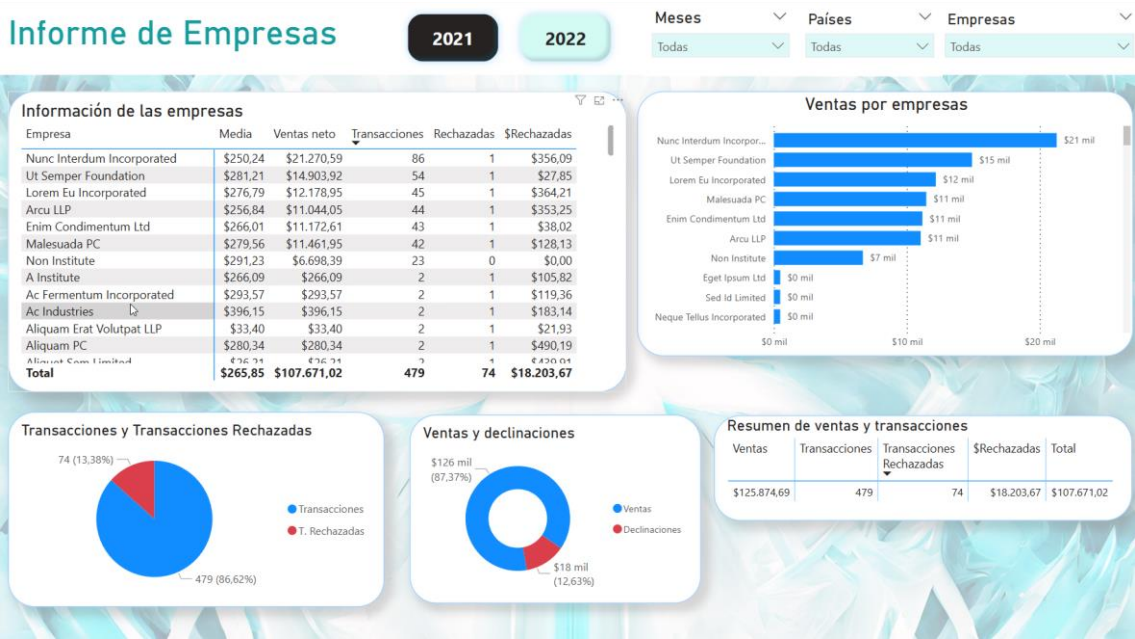 Informe de Empresas
2021
2022
Meses
Todas
Países
Todas
Empresas
Todas
Información de las empresas
Empresa Media Ventas neto Transacciones Rechazadas $Rechazadas
Nunc Interdum Incorporated $250,24 $21.270,59 86 1 $356,09
Ut Semper Foundation $281,21 $14.903,92 54 1 $27,85
Lorem Eu Incorporated $276,79 $12.178,95 45 1 $364,21
Arcu LLP $256,84 $11.044,05 44 1 $353,25
Enim Condimentum Ltd $266,01 $11.172,61 43 1 $38,02
Malesuada PC $279,56 $11.461,95 42 1 $128,13
Non Institute $291,23 $6.698,39 23 0 $0,00
A Institute $266,09 $266,09 2 1 $105,82
Ac Fermentum Incorporated $293,57 $293,57 2 1 $119,36
Ac Industries $396,15 $396,15 2 1 $183,14
Aliquam Erat Volutpat LLP $33,40 $33,40 2 1 $21,93
Aliquam PC $280,34 $280,34 2 1 $490,19
Aliquet Sem Limited $26,21 $26,21 2 1 $439,91
Total $265,85 $107.671,02 479 74 $18.203,67
Ventas por empresas
Nunc Interdum Incorpor... $21 mil
Ut Semper Foundation $15 mil
Lorem Eu Incorporated $12 mil
Malesuada PC $11 mil
Enim Condimentum Ltd $11 mil
Arcu LLP $11 mil
Non Institute $7 mil
Eget Ipsum Ltd $0 mil
Sed Id Limited $0 mil
Neque Tellus Incorporated $0 mil
$0 mil $10 mil $20 mil
Transacciones y Transacciones Rechazadas
74 (13,38%)
Transacciones
T. Rechazadas
479 (86,62%)
Ventas y declinaciones
$126 mil
(87,37%)
Ventas
Declinaciones
$18 mil
(12,63%)
Resumen de ventas y transacciones
Ventas Transacciones Transacciones Rechazadas $Rechazadas Total
$125.874,69 479 74 $18.203,67 $107.671,02